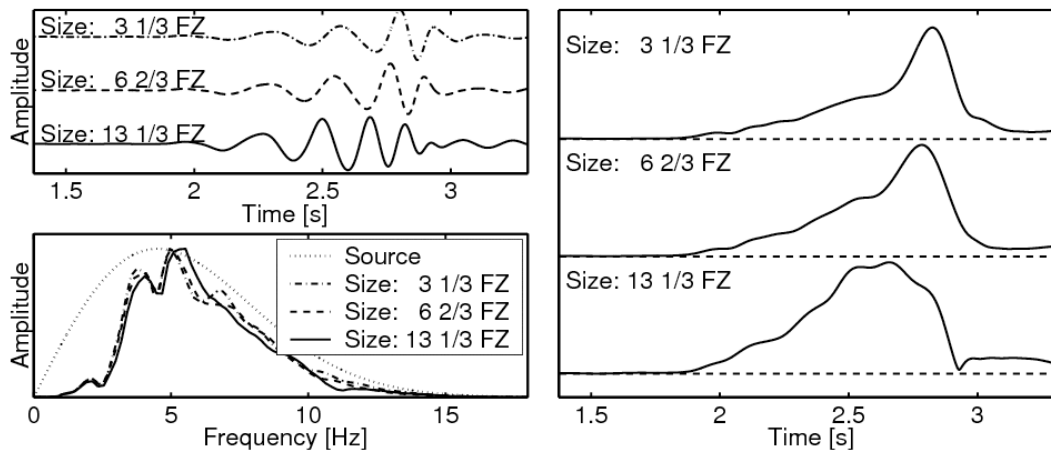 Amplitude
Size: 3 1/3 FZ
Size: 6 2/3 FZ
Size: 13 1/3 FZ
1.5 2 2.5 3
Time [s]
Amplitude
Source
Size: 3 1/3 FZ
Size: 6 2/3 FZ
Size: 13 1/3 FZ
0 5 10 15
Frequency [Hz]
Size: 3 1/3 FZ
Size: 6 2/3 FZ
Size: 13 1/3 FZ
1.5 2 2.5 3
Time [s]